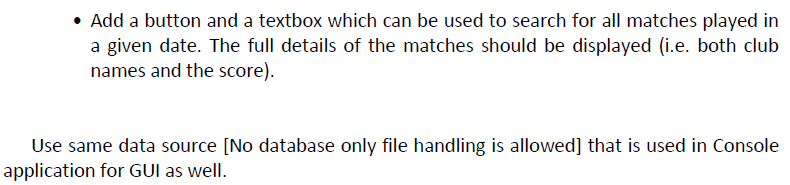 • Add a button and a textbox which can be used to search for all matches played in
a given date. The full details of the matches should be displayed (i.e. both club
names and the score).
Use same data source [No database only file handling is allowed] that is used in Console
application for GUI as well.